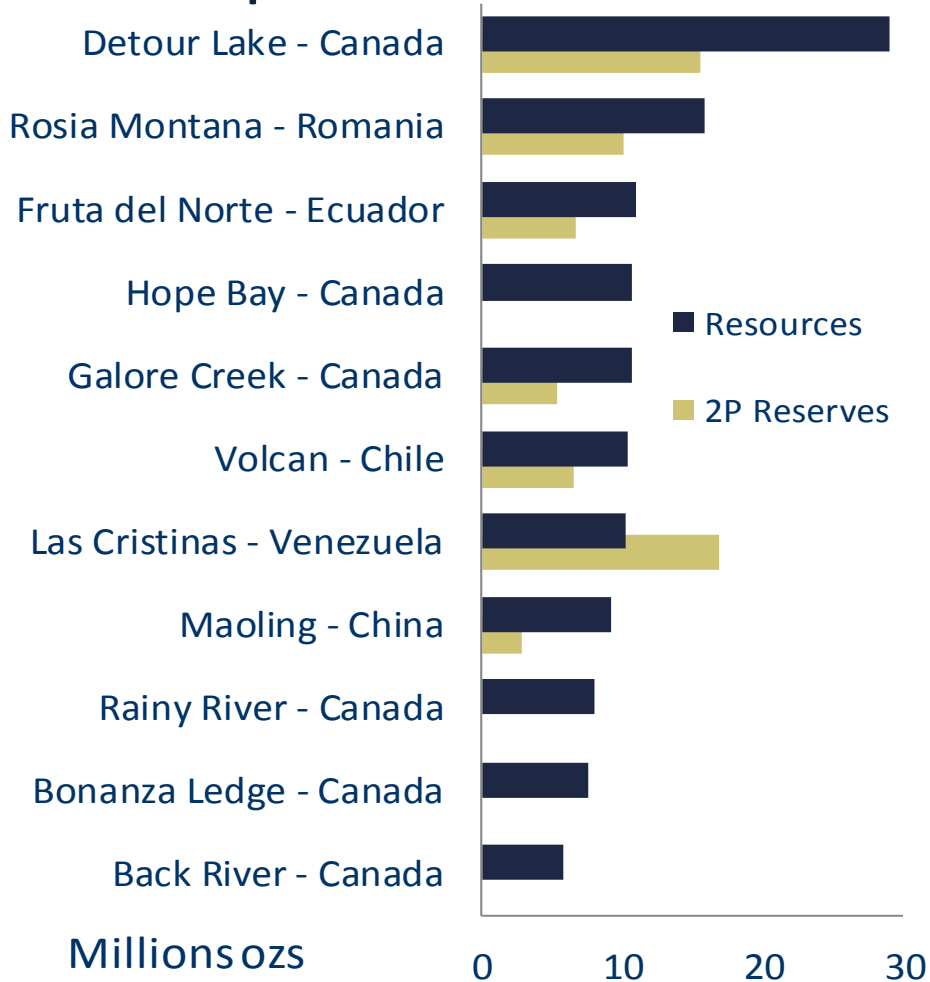 Detour Lake - Canada
Rosia Montana - Romania
Fruta del Norte - Ecuador
Hope Bay - Canada
Resources
Galore Creek - Canada
2P Reserves
Volcan - Chile
Las Cristinas - Venezuela
Maoling - China
Rainy River - Canada
Bonanza Ledge - Canada
Back River - Canada
Millions ozs
0 10 20 30